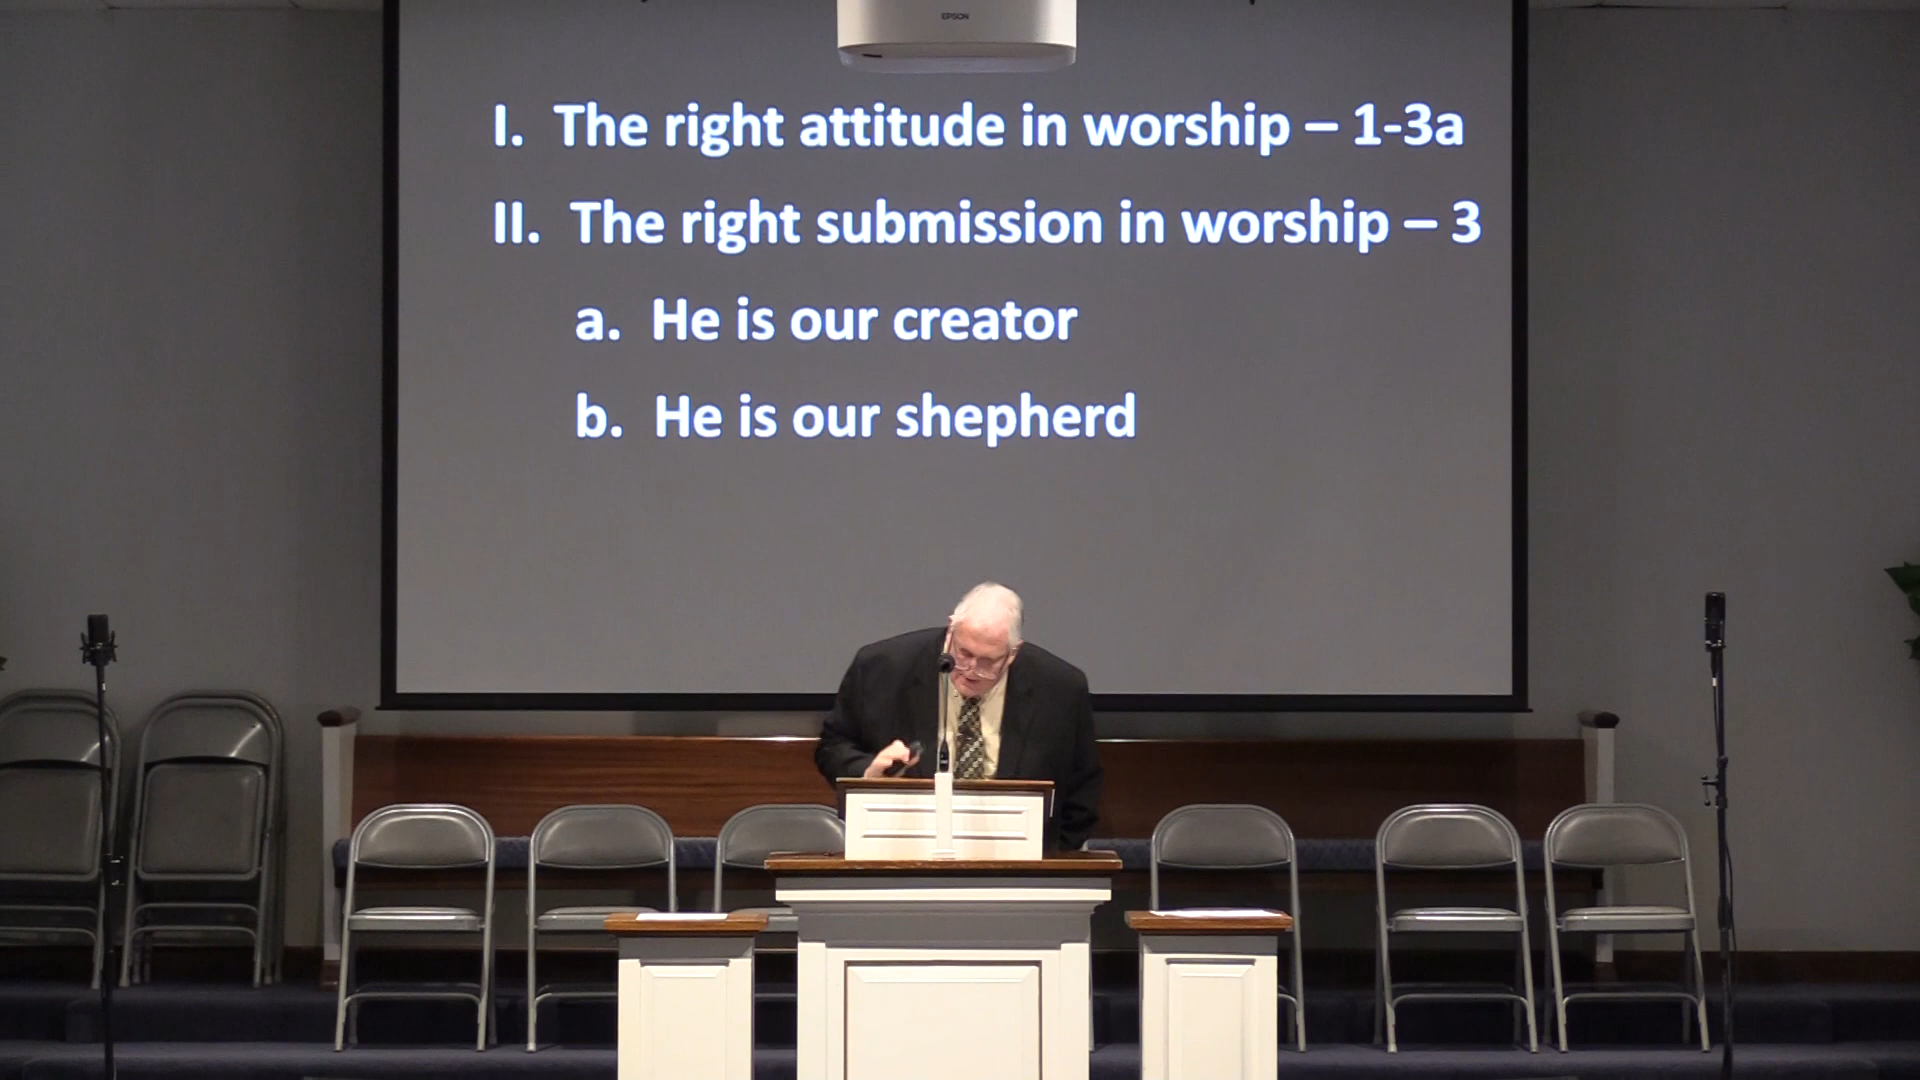 EPSON
I. The right attitude in worship – 1-3a
II. The right submission in worship – 3
a. He is our creator
b. He is our shepherd